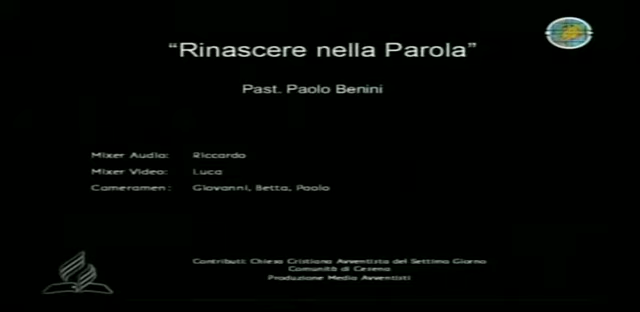 “Rinascere nella Parola”
Past. Paolo Benini
Mixer Audio: Riccardo
Mixer Video: Luca
Cameramen: Giovanni, Betta, Paolo
Contributi: Chiesa Cristiana Avventista del Settimo Giorno
Comunità di Cesena
Produzione Media Avventisti